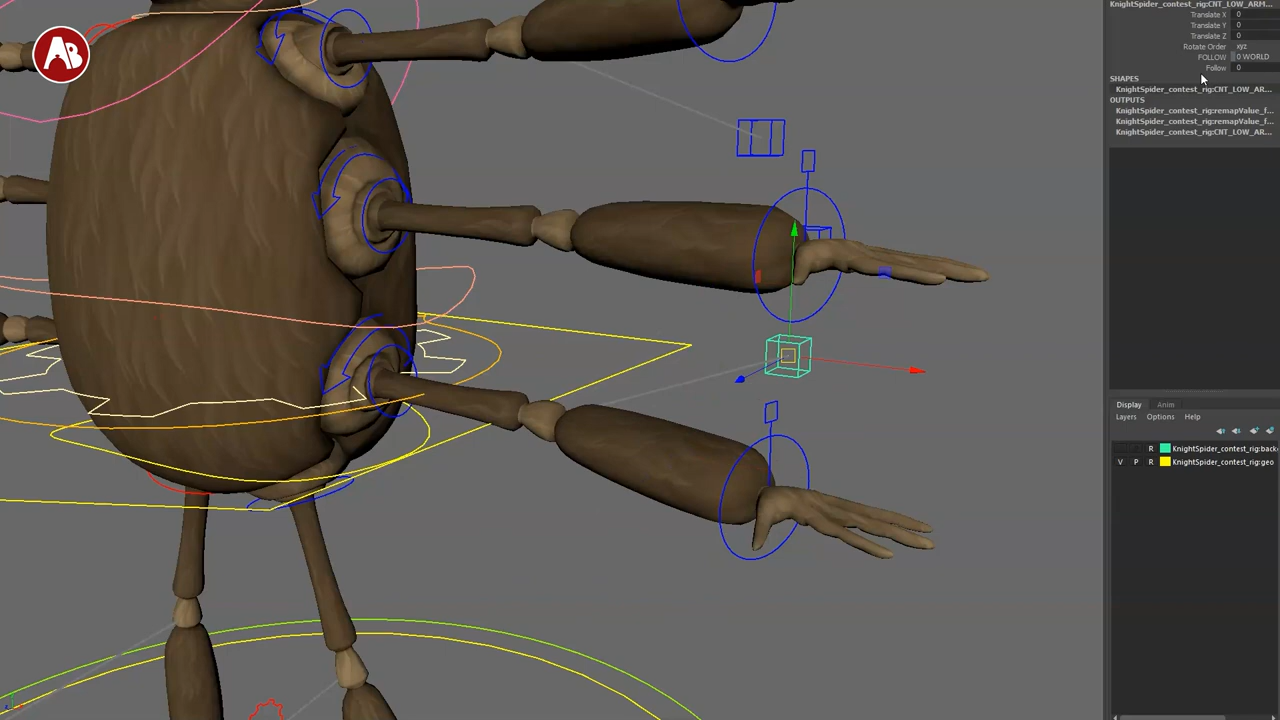 AB
KnightSpider_contest_rig:CNT_LOW_ARM...
Translate X 0
Translate Y 0
Translate Z 0
Rotate Order xyz
FOLLOW 0 WORLD
Follow 0
SHAPES
KnightSpider_contest_rig:CNT_LOW_AR...
OUTPUTS
KnightSpider_contest_rig:remapValue_f...
KnightSpider_contest_rig:remapValue_f...
KnightSpider_contest_rig:CNT_LOW_AR...
Display Anim
Layers Options Help
R KnightSpider_contest_rig:back
V P R KnightSpider_contest_rig:geo